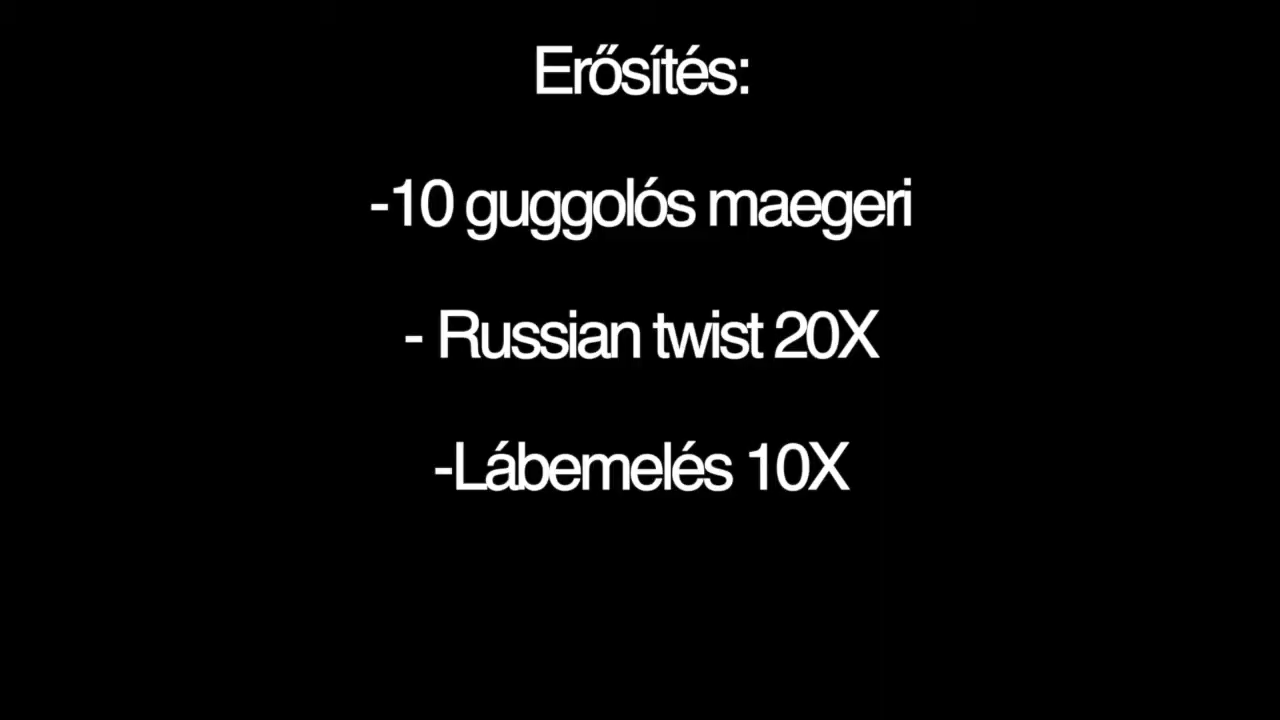 Erősítés:
-10 guggolós maegeri
- Russian twist 20X
-Lábemelés 10X